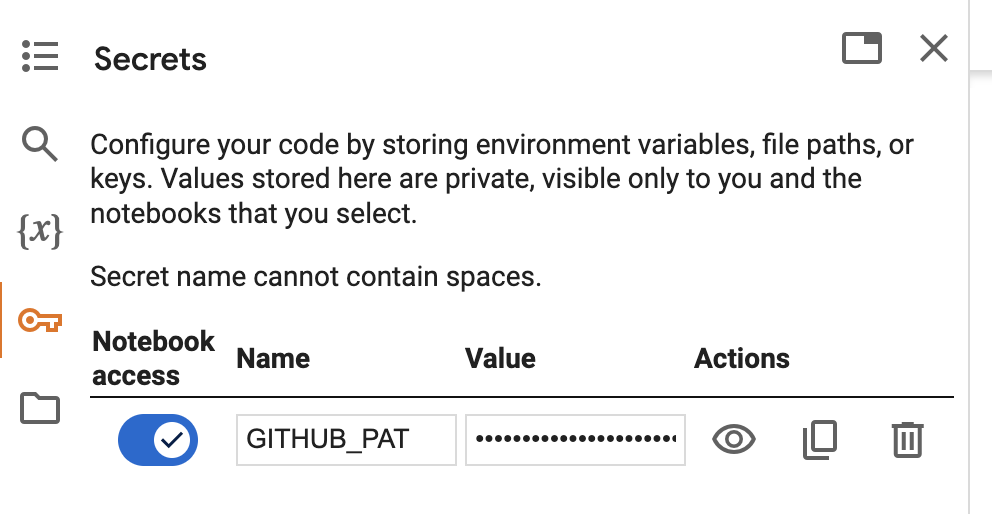 Secrets
Configure your code by storing environment variables, file paths, or
keys. Values stored here are private, visible only to you and the
notebooks that you select.
Secret name cannot contain spaces.
Notebook access Name Value Actions
{x}
GITHUB_PAT ••••••••••••••••••••••